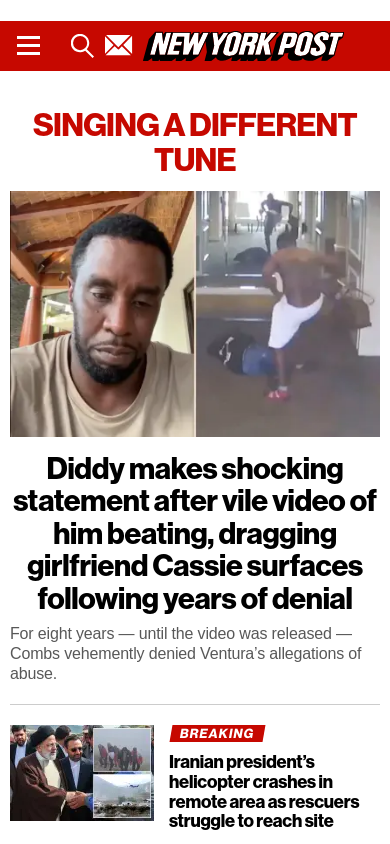 NEW YORK POST
SINGING A DIFFERENT
TUNE
Diddy makes shocking
statement after vile video of
him beating, dragging
girlfriend Cassie surfaces
following years of denial
For eight years — until the video was released —
Combs vehemently denied Ventura’s allegations of
abuse.
BREAKING
Iranian president’s
helicopter crashes in
remote area as rescuers
struggle to reach site